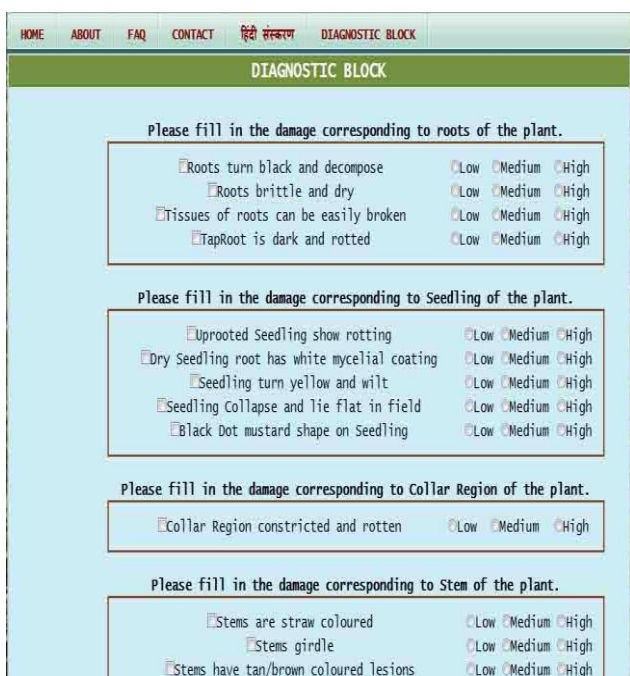 HOME ABOUT FAQ CONTACT हिंदी संस्करण DIAGNOSTIC BLOCK
DIAGNOSTIC BLOCK
Please fill in the damage corresponding to roots of the plant.
Roots turn black and decompose Low Medium High
Roots brittle and dry Low Medium High
Tissues of roots can be easily broken Low Medium High
TapRoot is dark and rotted Low Medium High
Please fill in the damage corresponding to Seedling of the plant.
Uprooted Seedling show rotting Low Medium High
Dry Seedling root has white mycelial coating Low Medium High
Seedling turn yellow and wilt Low Medium High
Seedling Collapse and lie flat in field Low Medium High
Black Dot mustard shape on Seedling Low Medium High
Please fill in the damage corresponding to Collar Region of the plant.
Collar Region constricted and rotten Low Medium High
Please fill in the damage corresponding to Stem of the plant.
Stems are straw coloured Low Medium High
Stems girdle Low Medium High
Stems have tan/brown coloured lesions Low Medium High